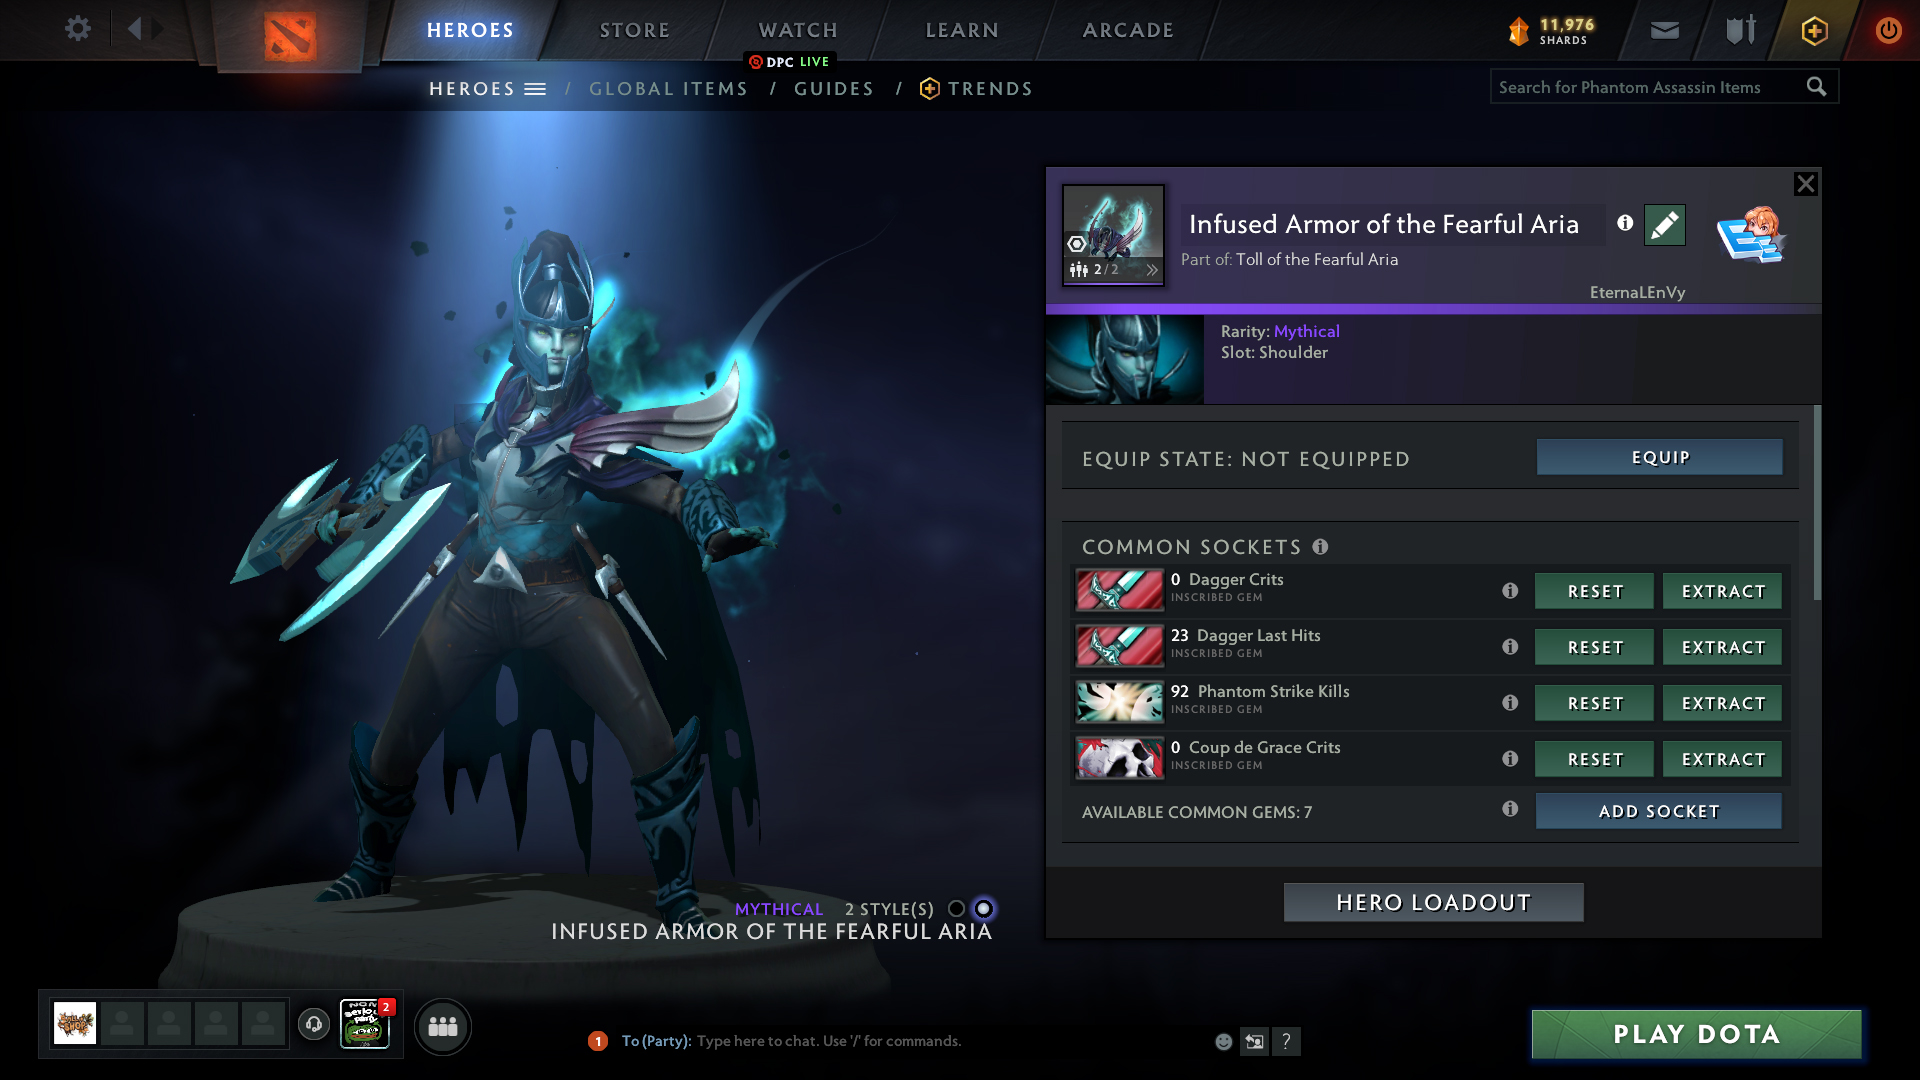 HEROES
STORE
WATCH
LEARN
ARCADE
11,976
SHARDS
DPC LIVE
HEROES / GLOBAL ITEMS / GUIDES / TRENDS
Search for Phantom Assassin Items
Infused Armor of the Fearful Aria
2/2
Part of: Toll of the Fearful Aria
EternaLEnVy
Rarity: Mythical
Slot: Shoulder
EQUIP STATE: NOT EQUIPPED
EQUIP
COMMON SOCKETS
0 Dagger Crits
INSCRIBED GEM
RESET
EXTRACT
23 Dagger Last Hits
INSCRIBED GEM
RESET
EXTRACT
92 Phantom Strike Kills
INSCRIBED GEM
RESET
EXTRACT
0 Coup de Grace Crits
INSCRIBED GEM
RESET
EXTRACT
AVAILABLE COMMON GEMS: 7
ADD SOCKET
HERO LOADOUT
MYTHICAL 2 STYLE(S)
INFUSED ARMOR OF THE FEARFUL ARIA
2
1
To (Party): Type here to chat. Use '/' for commands.
?
PLAY DOTA